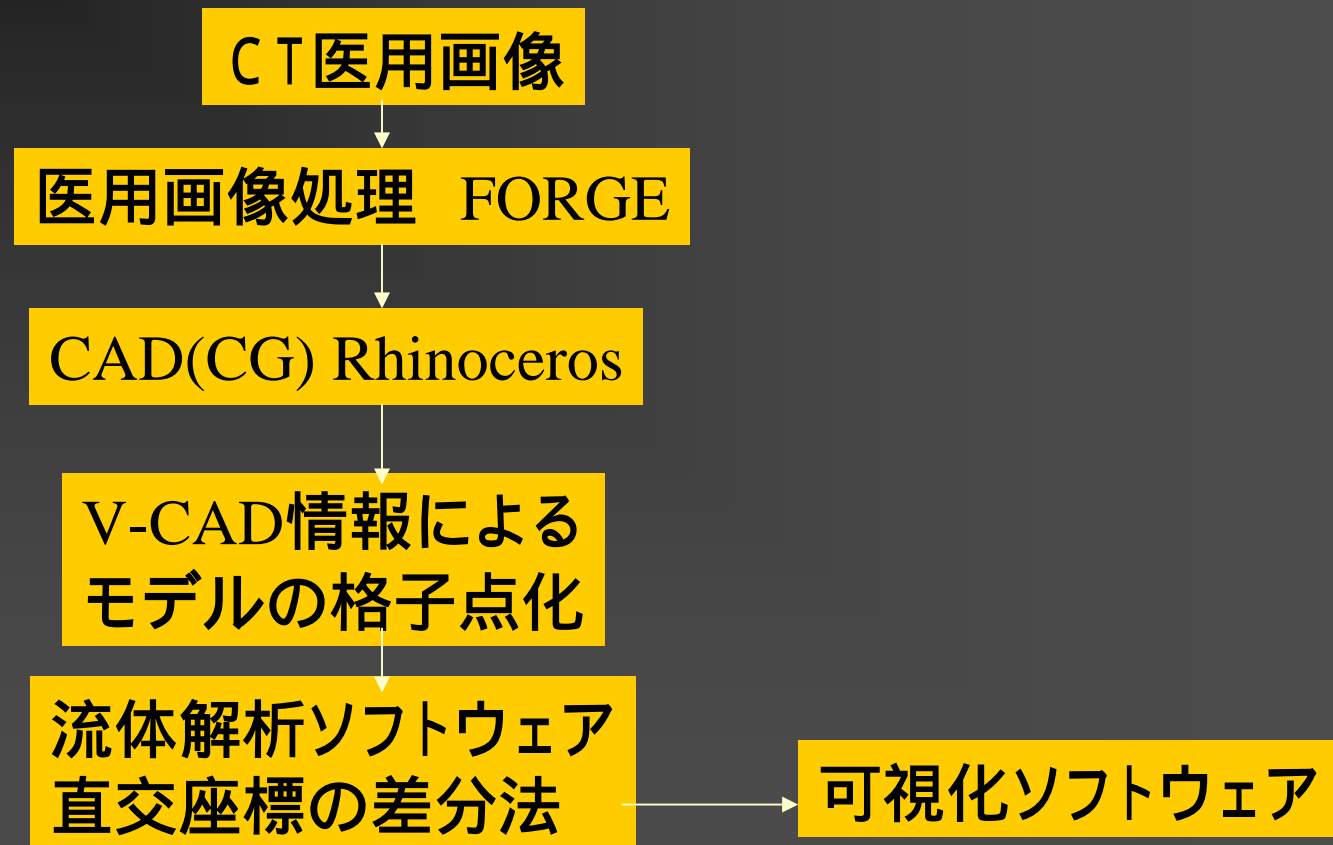 ＣＴ医用画像
医用画像処理　FORGE
CAD(CG) Rhinoceros
V-CAD情報による
モデルの格子点化
流体解析ソフトウェア
直交座標の差分法
可視化ソフトウェア